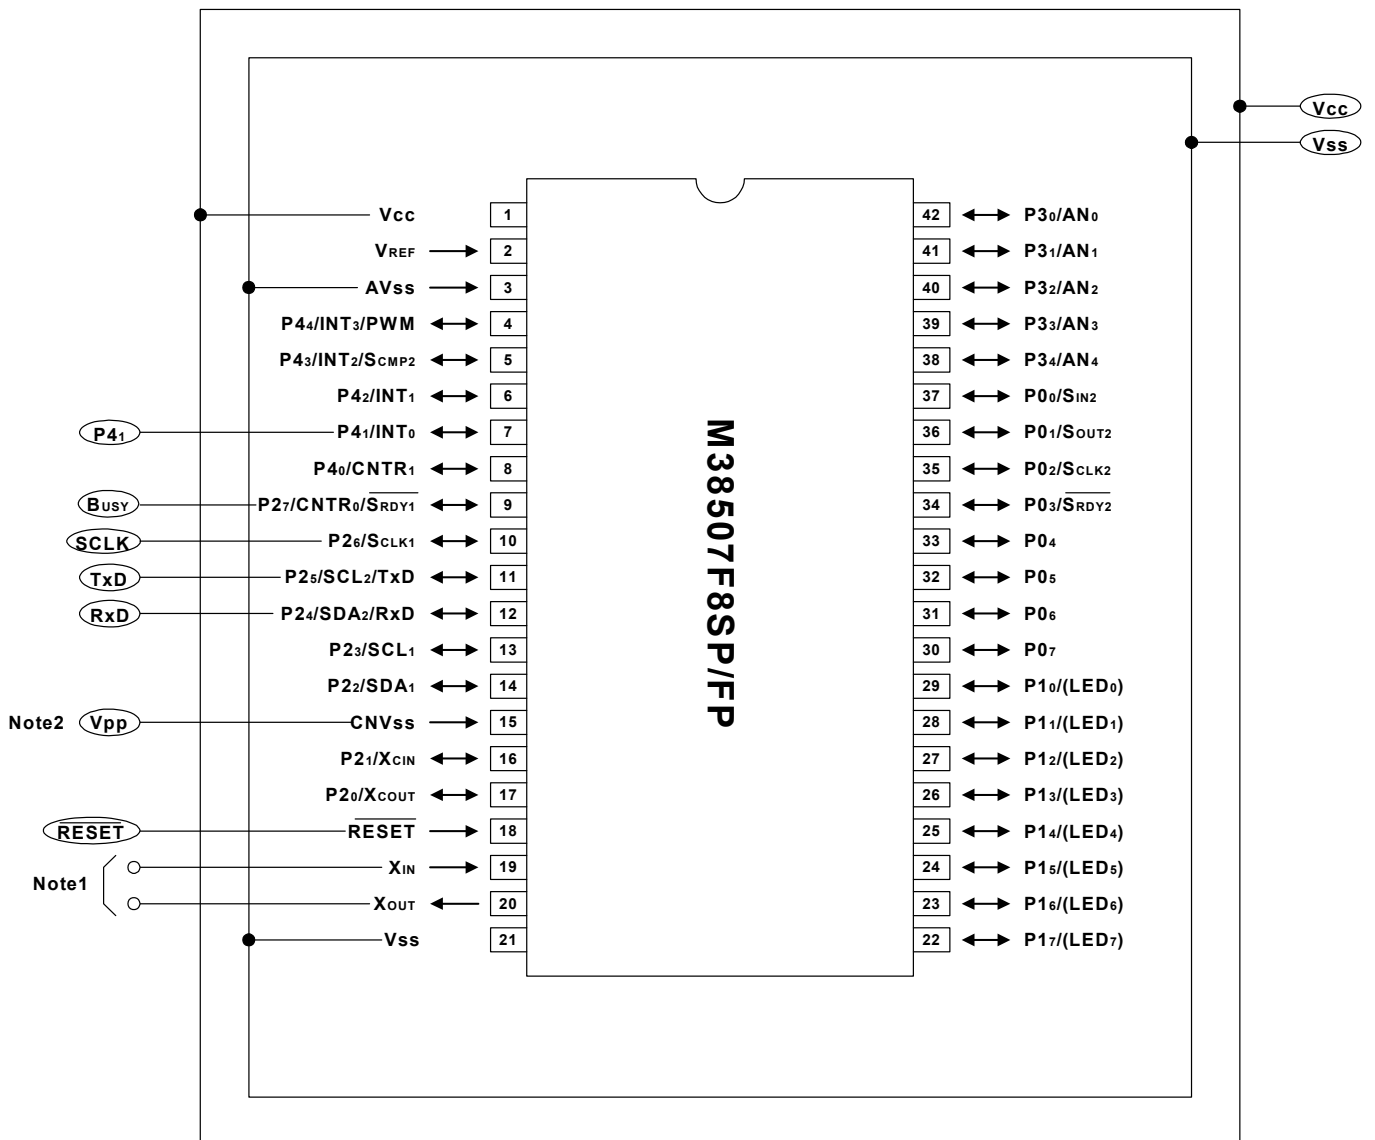 Vcc
Vss
Vcc 1 42 P30/AN0
VREF 2 41 P31/AN1
AVss 3 40 P32/AN2
P44/INT3/PWM 4 39 P33/AN3
P43/INT2/SCMP2 5 38 P34/AN4
P42/INT1 6 37 P00/SIN2
P41 P41/INT0 7 36 P01/SOUT2
P40/CNTR1 8 35 P02/SCLK2
BUSY P27/CNTR0/SRDY1 9 34 P03/SRDY2
SCLK P26/SCLK1 10 33 P04
TxD P25/SCL2/TxD 11 32 P05
RxD P24/SDA2/RxD 12 31 P06
P23/SCL1 13 30 P07
P22/SDA1 14 29 P10/(LED0)
Note2 Vpp CNVss 15 28 P11/(LED1)
P21/XCIN 16 27 P12/(LED2)
P20/XCOUT 17 26 P13/(LED3)
RESET RESET 18 25 P14/(LED4)
XIN 19 24 P15/(LED5)
Note1
XOUT 20 23 P16/(LED6)
Vss 21 22 P17/(LED7)
M38507F8SP/FP